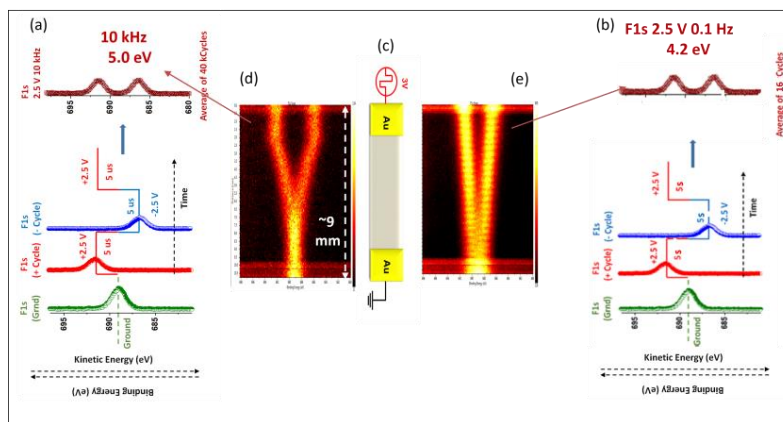 (a)
10 kHz
5.0 eV
F1s
2.5 V 10 kHz
Average of 40 kCycles
695
690
685
680
+2.5 V
5 us
5 us
-2.5 V
Time
F1s
(- Cycle)
+2.5 V
5 us
F1s
(+ Cycle)
F1s
(Grnd)
Ground
695
690
685
Kinetic Energy (eV)
Binding Energy (eV)
(d)
~9
mm
(c)
3V
Au
Au
(e)
(b)
F1s 2.5 V 0.1 Hz
4.2 eV
Average of 16 Cycles
695
690
685
+2.5 V
5s
5s
-2.5 V
Time
F1s
(- Cycle)
+2.5 V
5s
F1s
(+ Cycle)
F1s
(Grnd)
Ground
695
690
685
Kinetic Energy (eV)
Binding Energy (eV)